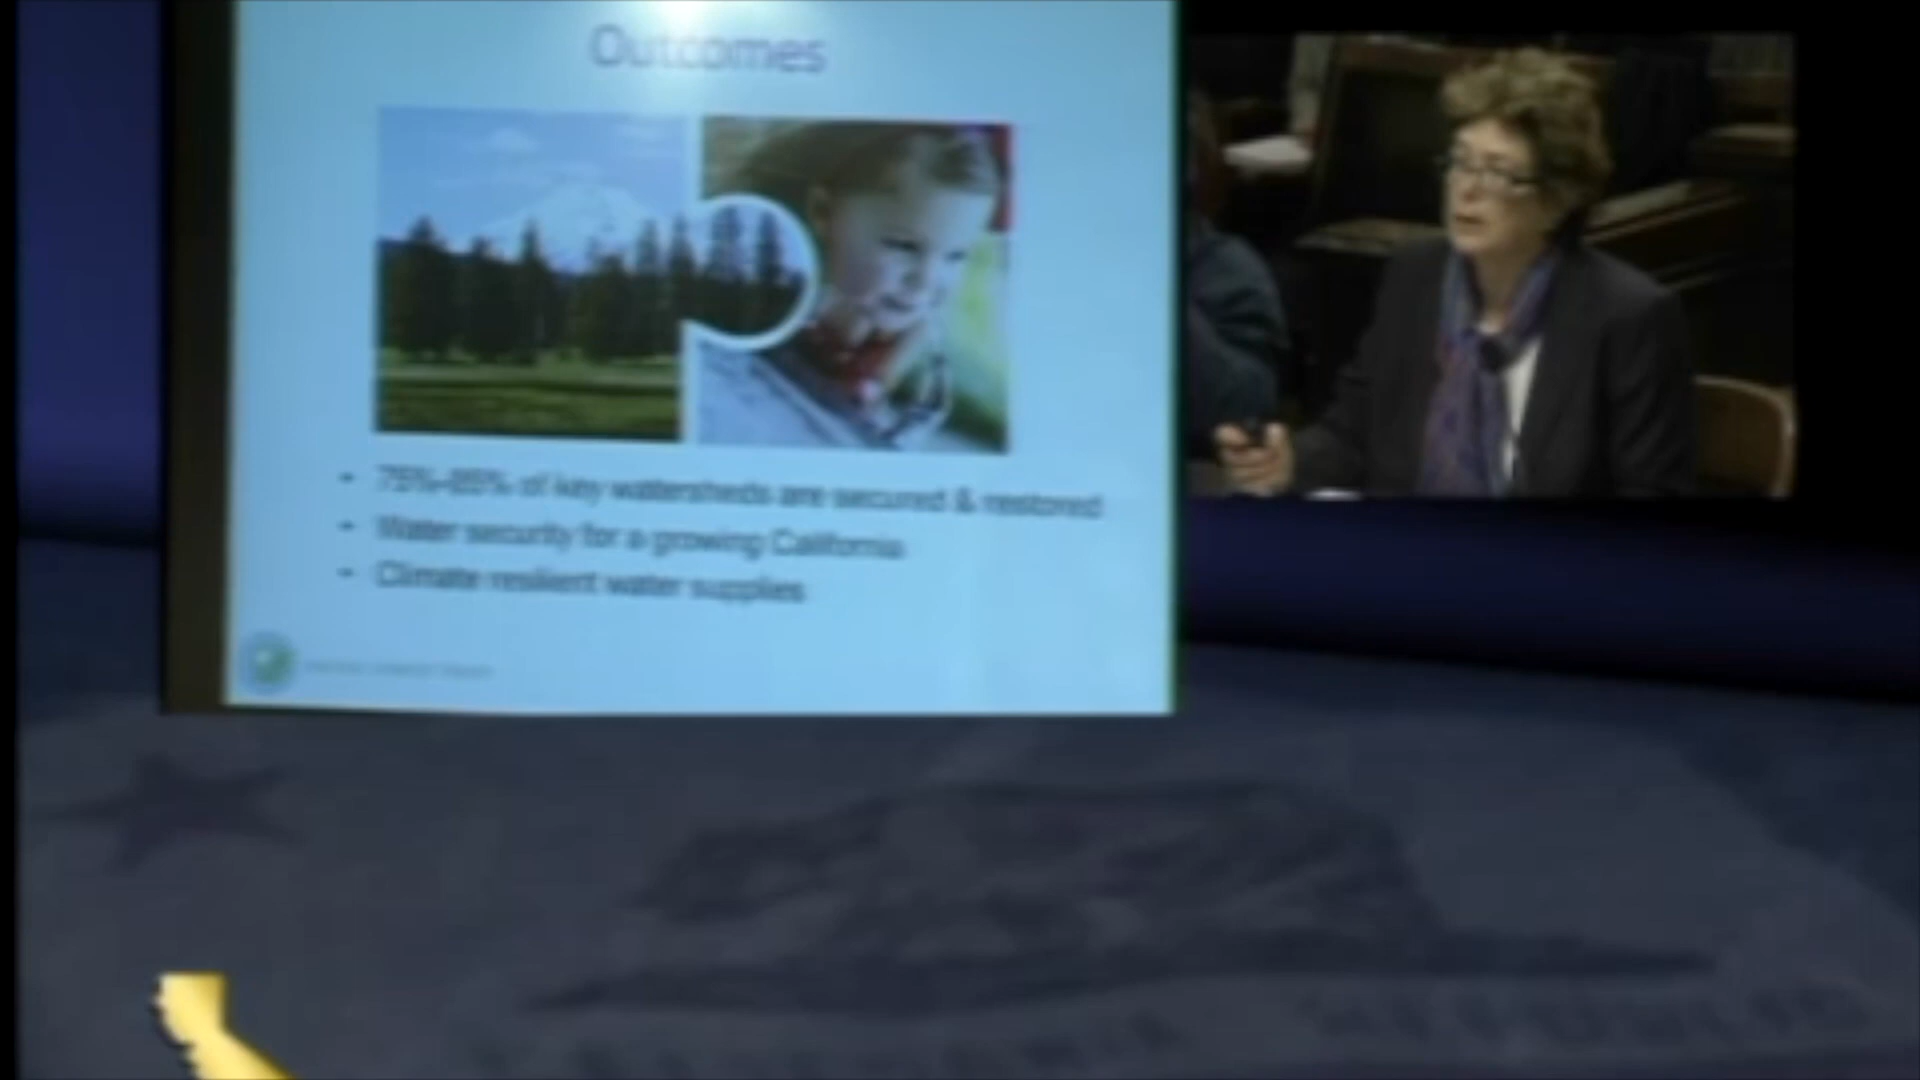 Outcomes
- 75%-85% of key watersheds are secured & restored
- Water security for a growing California
- Climate resilient water supplies